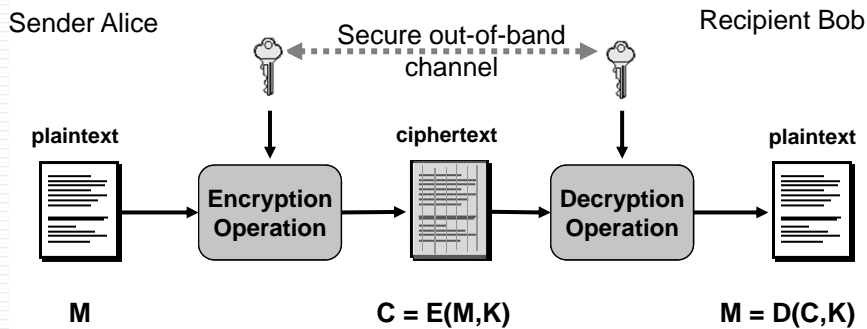 Sender Alice
Recipient Bob
Secure out-of-band
channel
plaintext
ciphertext
plaintext
Encryption
Operation
Decryption
Operation
M
C = E(M,K)
M = D(C,K)